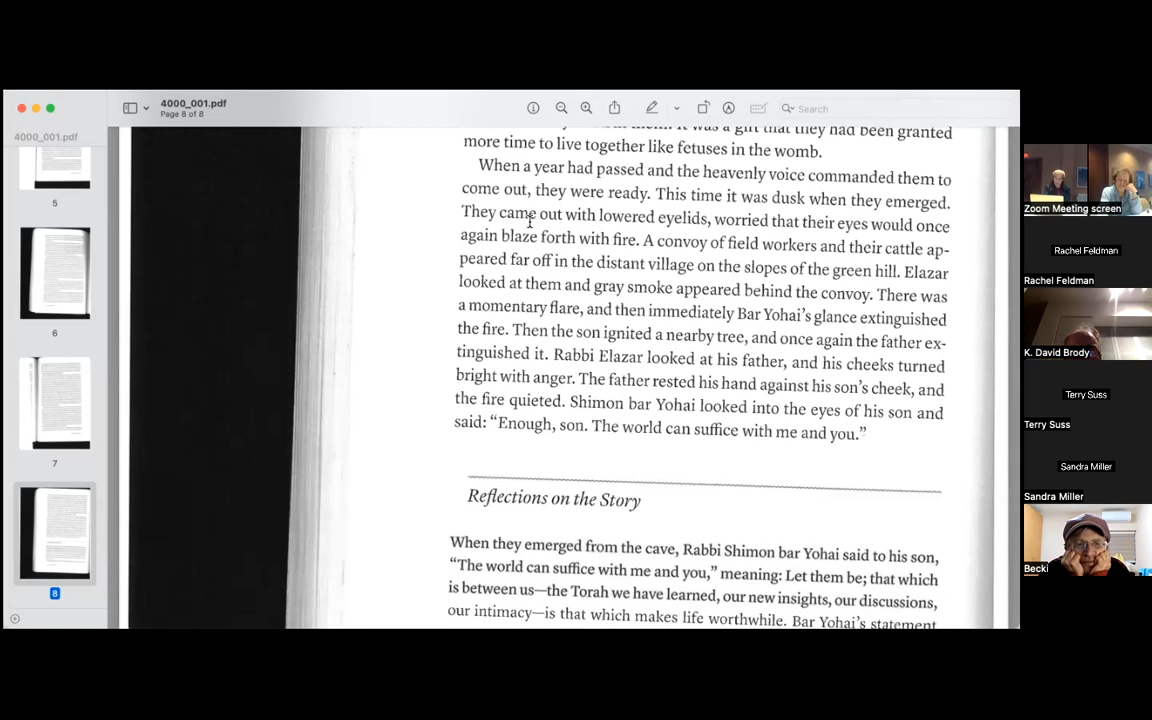 4000_001.pdf
Page 8 of 8
Search
4000_001.pdf
5
6
7
8
them. It was a gift that they had been granted
more time to live together like fetuses in the womb.
When a year had passed and the heavenly voice commanded them to
come out, they were ready. This time it was dusk when they emerged.
They came out with lowered eyelids, worried that their eyes would once
again blaze forth with fire. A convoy of field workers and their cattle ap-
peared far off in the distant village on the slopes of the green hill. Elazar
looked at them and gray smoke appeared behind the convoy. There was
a momentary flare, and then immediately Bar Yohai’s glance extinguished
the fire. Then the son ignited a nearby tree, and once again the father ex-
tinguished it. Rabbi Elazar looked at his father, and his cheeks turned
bright with anger. The father rested his hand against his son’s cheek, and
the fire quieted. Shimon bar Yohai looked into the eyes of his son and
said: “Enough, son. The world can suffice with me and you.”
Reflections on the Story
When they emerged from the cave, Rabbi Shimon bar Yohai said to his son,
“The world can suffice with me and you,” meaning: Let them be; that which
is between us—the Torah we have learned, our new insights, our discussions,
our intimacy—is that which makes life worthwhile. Bar Yohai’s statement
Zoom Meeting screen
Rachel Feldman
Rachel Feldman
K. David Brody
Terry Suss
Terry Suss
Sandra Miller
Sandra Miller
Becki